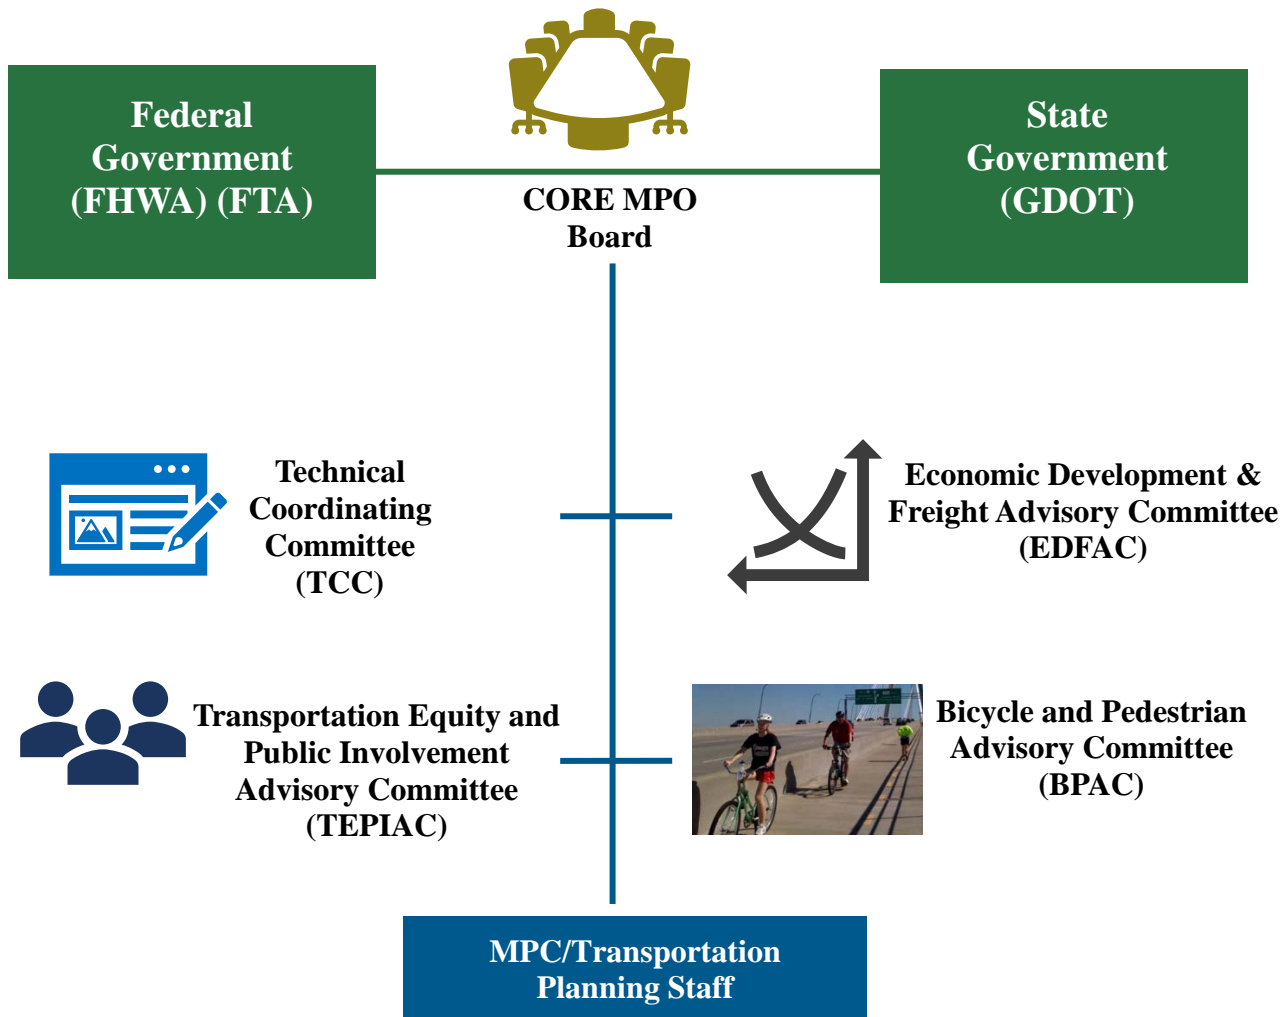 Federal
Government
(FHWA) (FTA)
CORE MPO
Board
State
Government
(GDOT)
Technical
Coordinating
Committee
(TCC)
Economic Development &
Freight Advisory Committee
(EDFAC)
Transportation Equity and
Public Involvement
Advisory Committee
(TEPIAC)
Bicycle and Pedestrian
Advisory Committee
(BPAC)
MPC/Transportation
Planning Staff